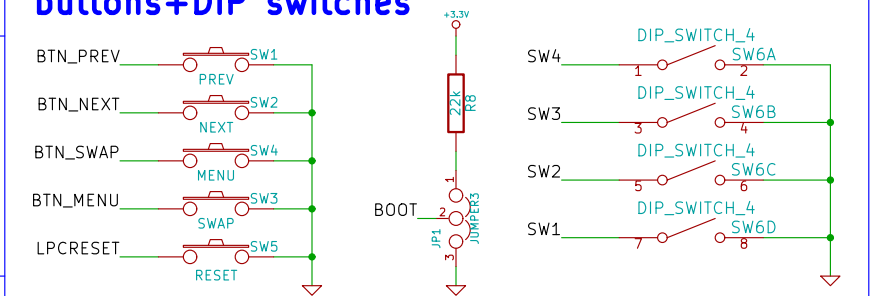 buttons+DIP switches
BTN_PREV
SW1
PREV
BTN_NEXT
SW2
NEXT
BTN_SWAP
SW4
MENU
BTN_MENU
SW3
SWAP
LPCRESET
SW5
RESET
+3.3V
22k
R8
1
BOOT
2
3
JP1
JUMPER3
DIP_SWITCH_4
SW4
SW6A
1
2
DIP_SWITCH_4
SW3
SW6B
3
4
DIP_SWITCH_4
SW2
SW6C
5
6
DIP_SWITCH_4
SW1
SW6D
7
8